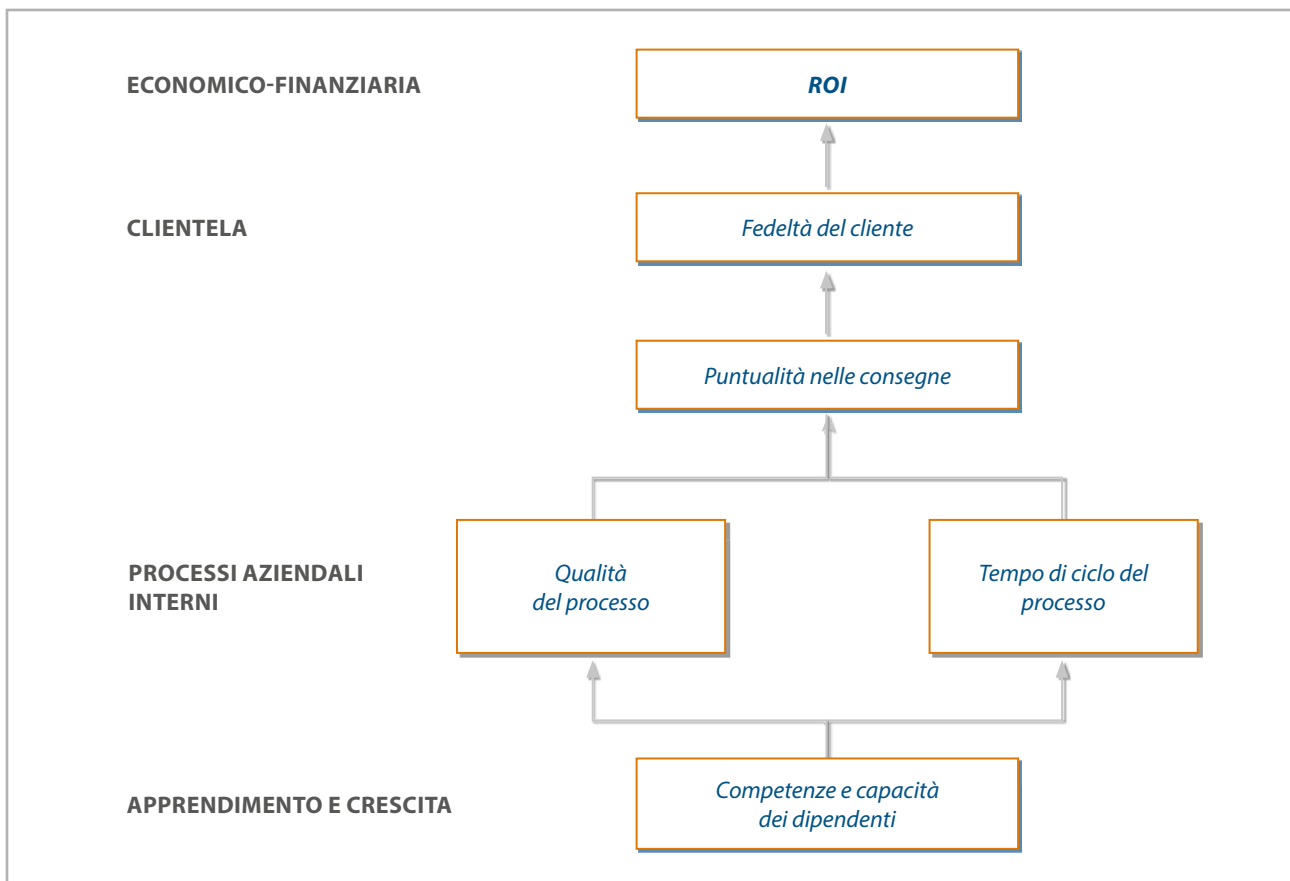 ECONOMICO-FINANZIARIA
ROI
CLIENTELA
Fedeltà del cliente
Puntualità nelle consegne
PROCESSI AZIENDALI
INTERNI
Qualità
del processo
Tempo di ciclo del
processo
APPRENDIMENTO E CRESCITA
Competenze e capacità
dei dipendenti